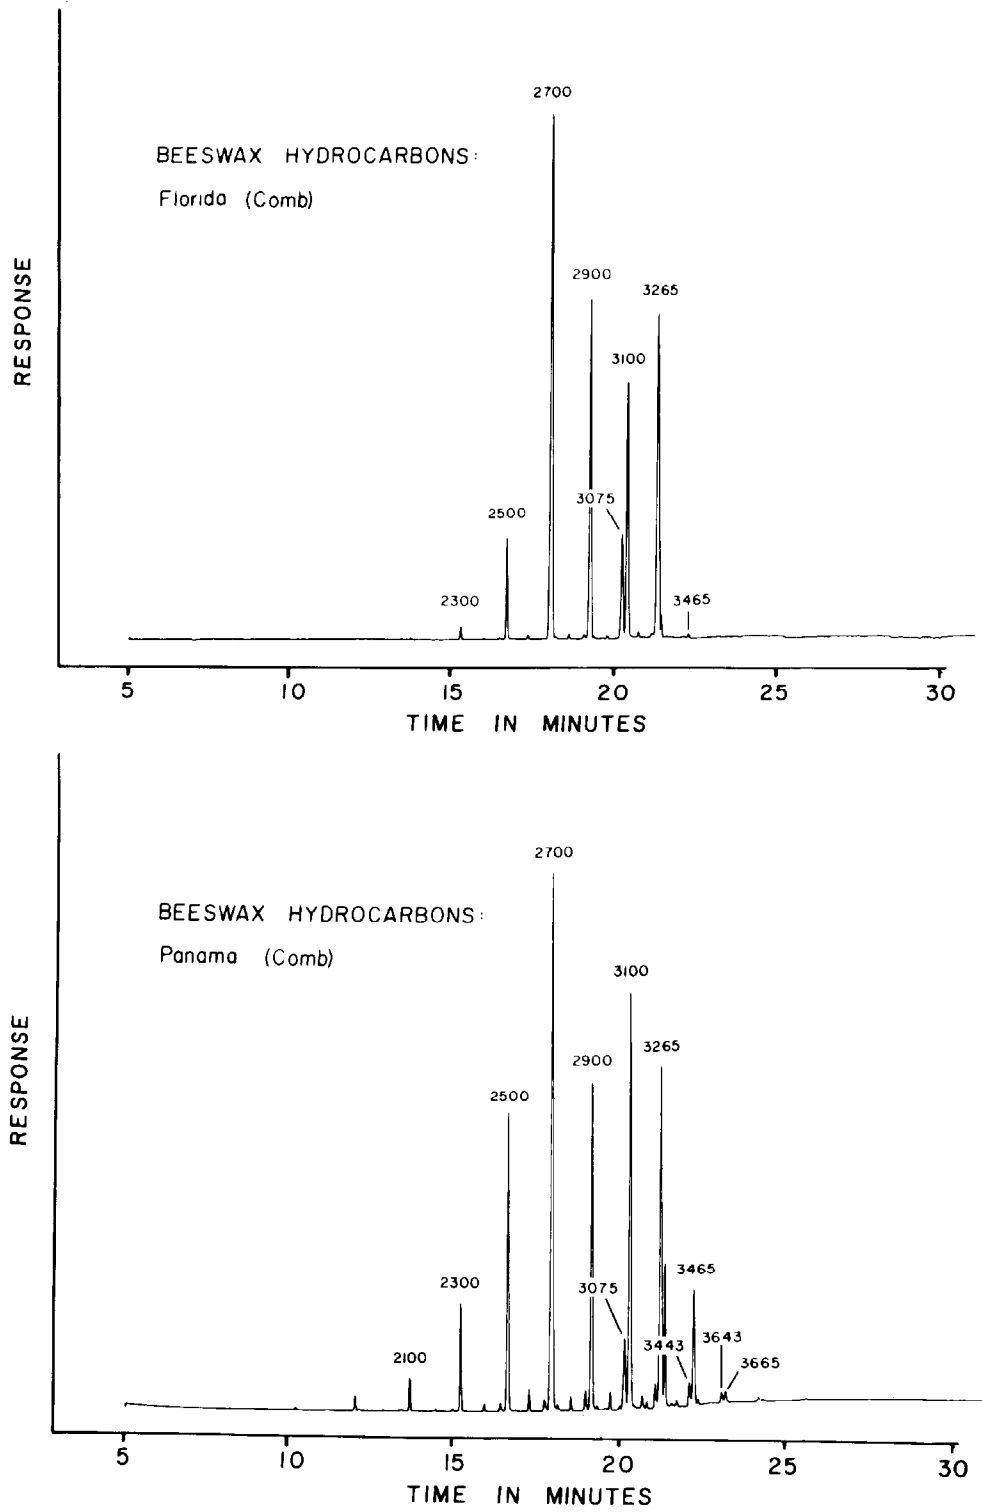 2700
BEESWAX HYDROCARBONS:
Florida (Comb)
2900
3265
3100
3075
2500
2300
3465
RESPONSE
5 10 15 20 25 30
TIME IN MINUTES
2700
BEESWAX HYDROCARBONS:
Panama (Comb)
3100
3265
2900
2500
2300
3075
3465
2100
3443
3643
3665
RESPONSE
5 10 15 20 25 30
TIME IN MINUTES